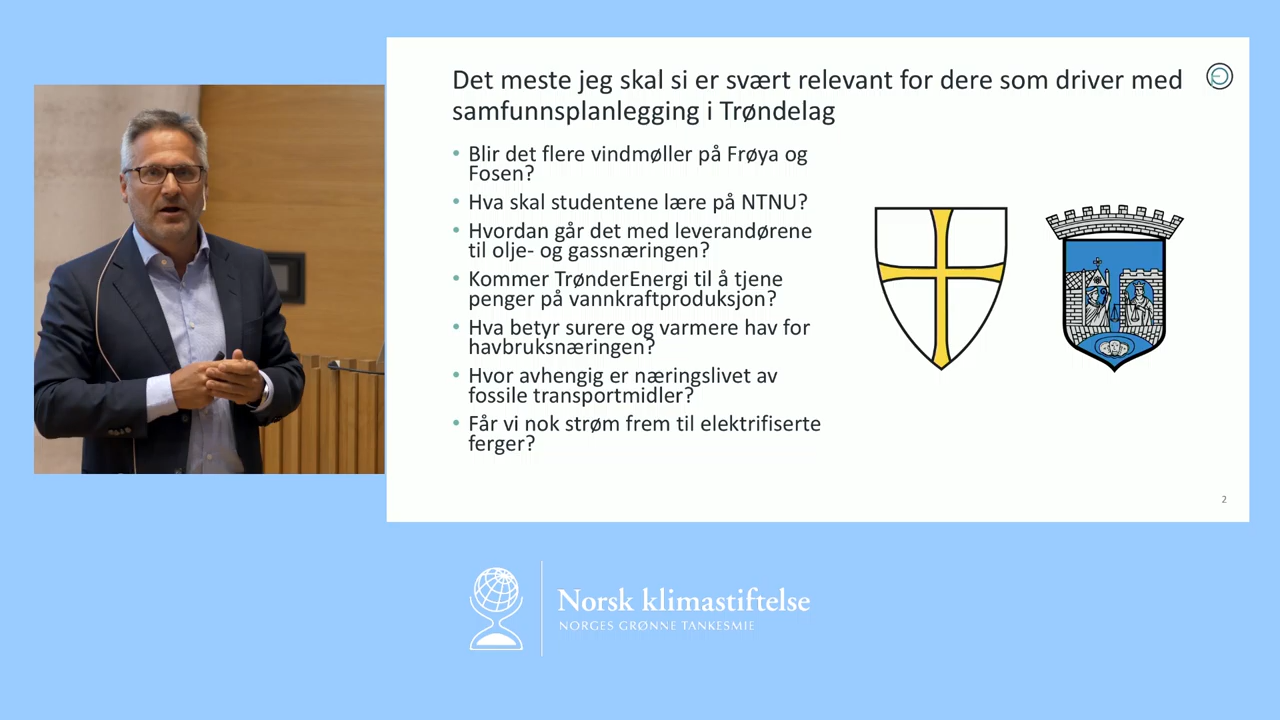 Det meste jeg skal si er svært relevant for dere som driver med
samfunnsplanlegging i Trøndelag
• Blir det flere vindmøller på Frøya og
Fosen?
• Hva skal studentene lære på NTNU?
• Hvordan går det med leverandørene
til olje- og gassnæringen?
• Kommer TrønderEnergi til å tjene
penger på vannkraftproduksjon?
• Hva betyr surere og varmere hav for
havbruksnæringen?
• Hvor avhengig er næringslivet av
fossile transportmidler?
• Får vi nok strøm frem til elektrifiserte
ferger?
2
Norsk klimastiftelse
NORGES GRØNNE TANKESMIE